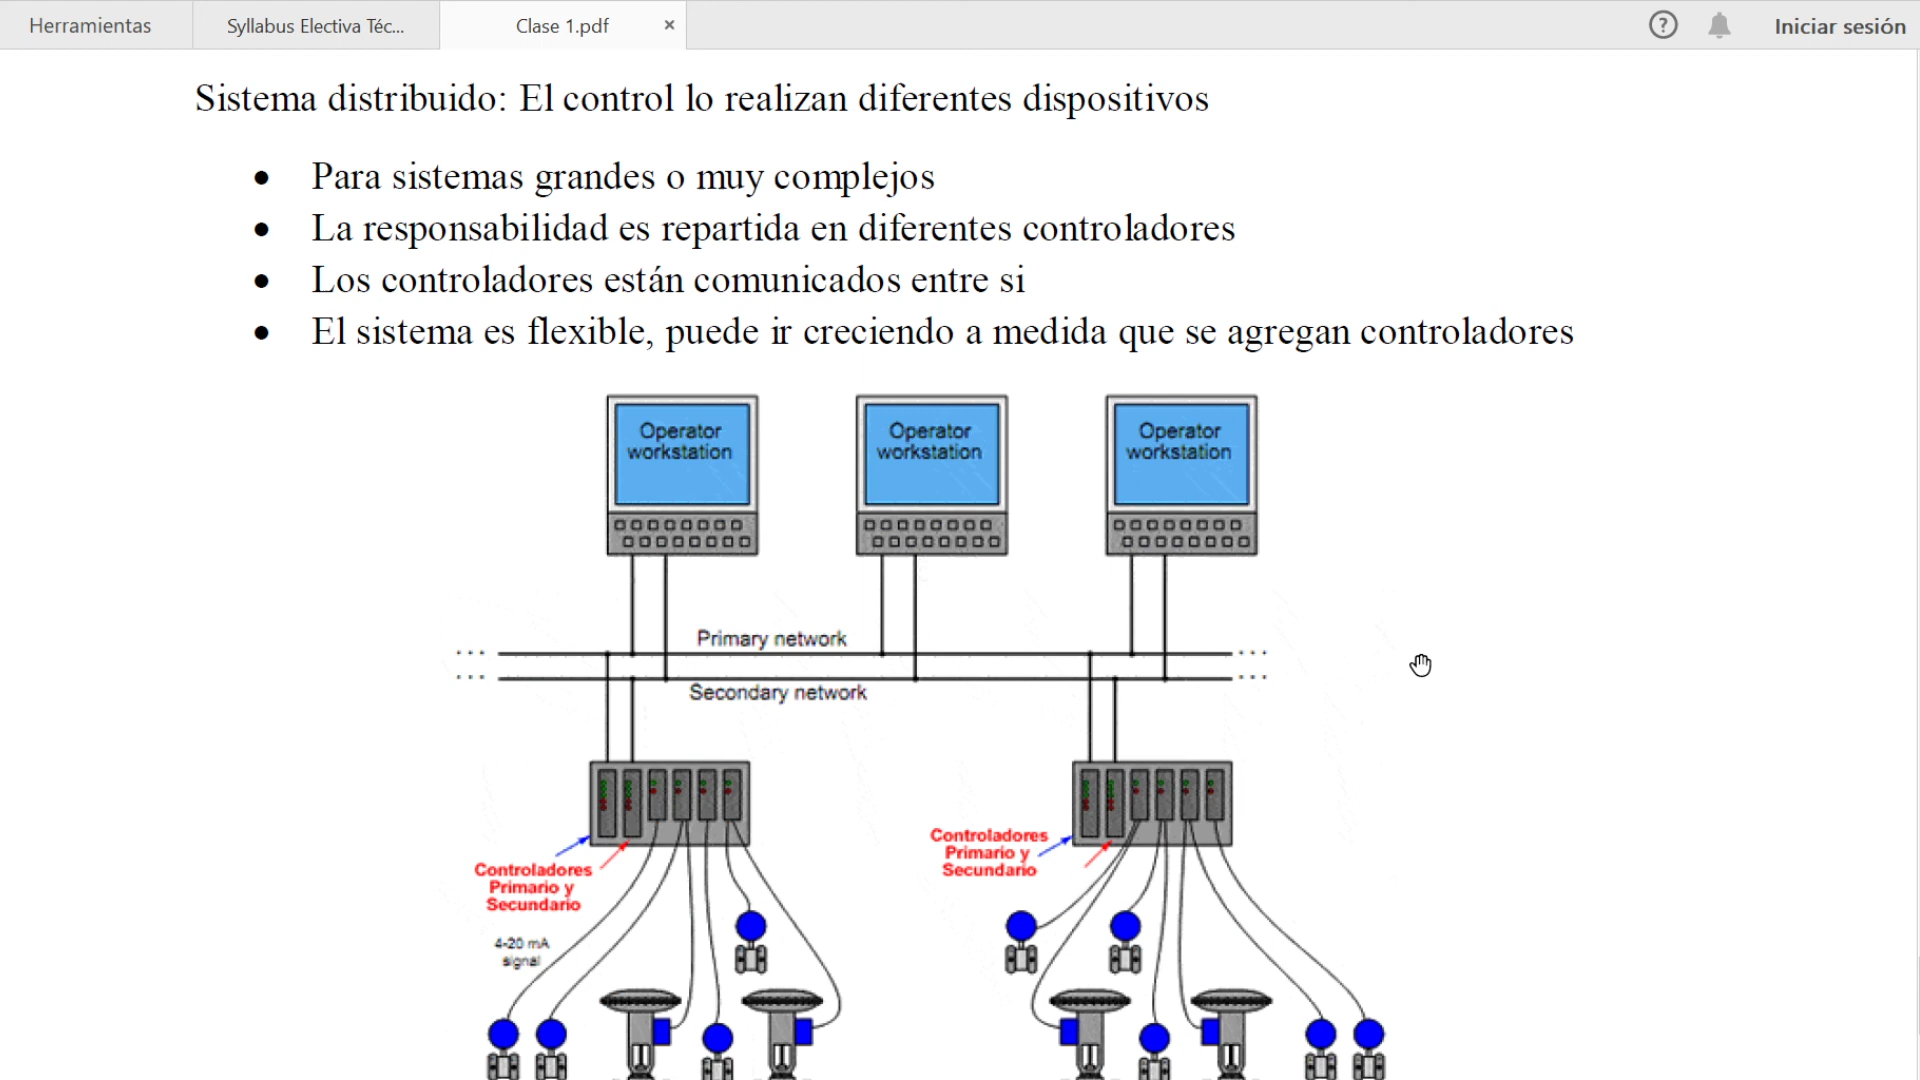 Herramientas
Syllabus Electiva Téc...
Clase 1.pdf
×
?
Iniciar sesión
Sistema distribuido: El control lo realizan diferentes dispositivos
• Para sistemas grandes o muy complejos
• La responsabilidad es repartida en diferentes controladores
• Los controladores están comunicados entre si
• El sistema es flexible, puede ir creciendo a medida que se agregan controladores
Operator
workstation
Operator
workstation
Operator
workstation
Primary network
Secondary network
Controladores
Primario y
Secundario
Controladores
Primario y
Secundario
4-20 mA
signal